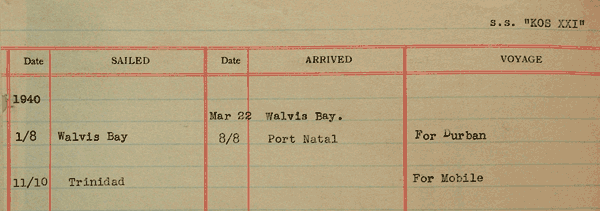 s.s. "KOS XXI"
Date SAILED Date ARRIVED VOYAGE
1940
Mar 22 Walvis Bay.
1/8 Walvis Bay 8/8 Port Natal For Durban
11/10 Trinidad For Mobile